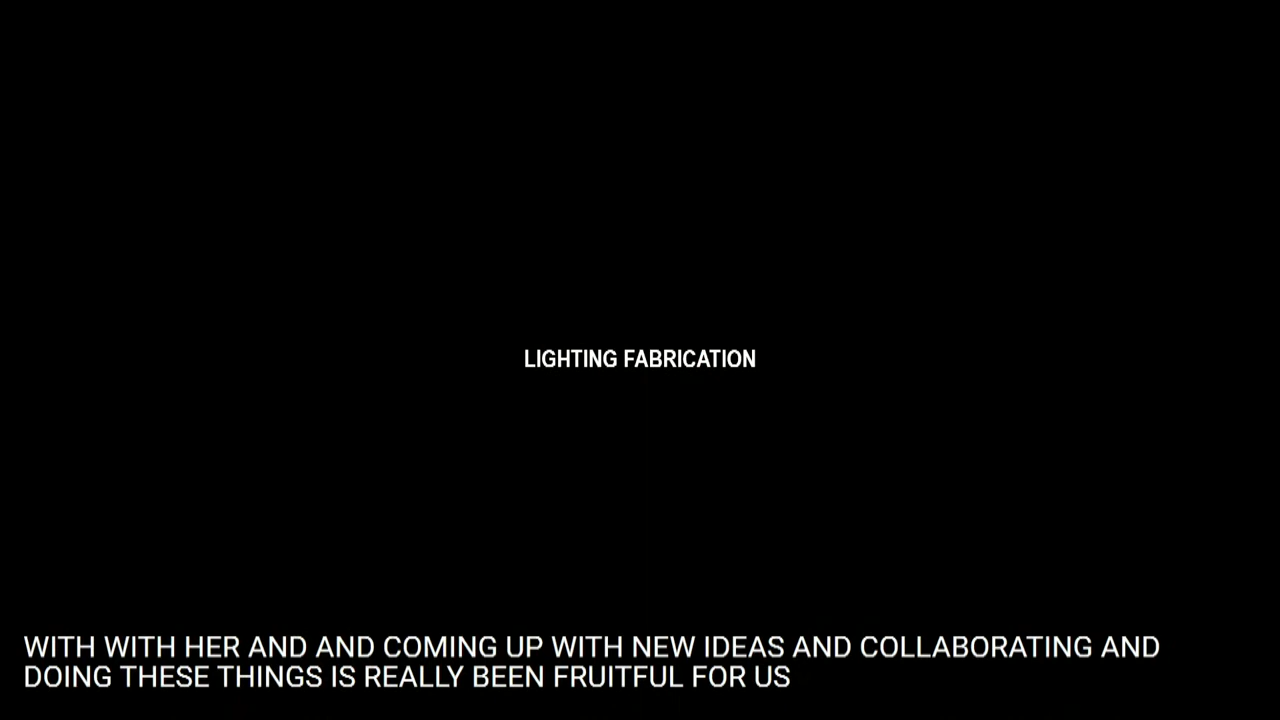 LIGHTING FABRICATION
WITH WITH HER AND AND COMING UP WITH NEW IDEAS AND COLLABORATING AND
DOING THESE THINGS IS REALLY BEEN FRUITFUL FOR US